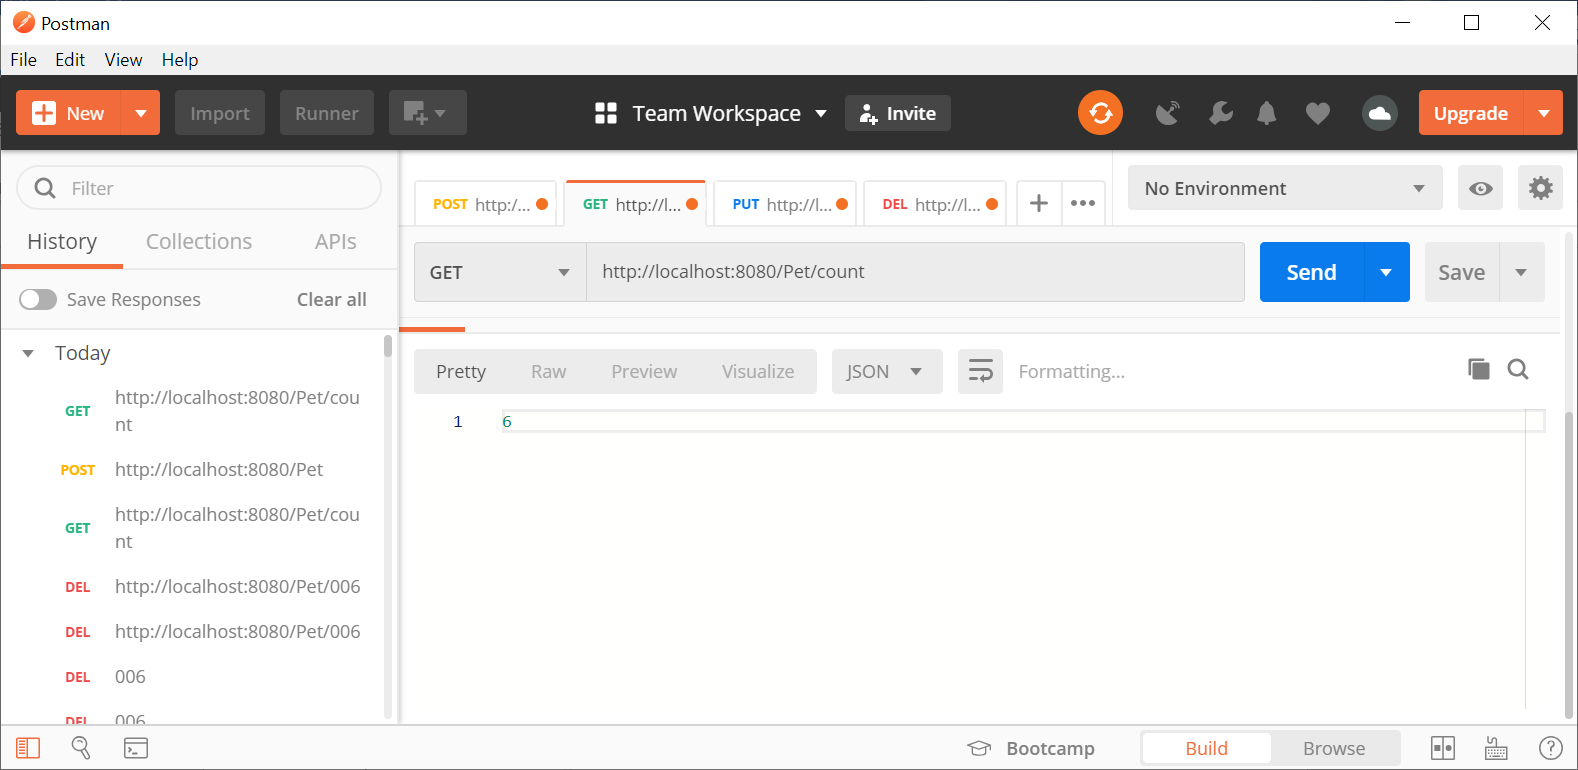 Postman
File Edit View Help
New Import Runner Team Workspace Invite Upgrade
Filter
History Collections APIs
Save Responses Clear all
Today
GET http://localhost:8080/Pet/cou
nt
POST http://localhost:8080/Pet
GET http://localhost:8080/Pet/cou
nt
DEL http://localhost:8080/Pet/006
DEL http://localhost:8080/Pet/006
DEL 006
DEL 006
POST http:/... GET http://l... PUT http://l... DEL http://l... + ••• No Environment
GET http://localhost:8080/Pet/count Send Save
Pretty Raw Preview Visualize JSON Formatting...
1 6
Bootcamp Build Browse ?